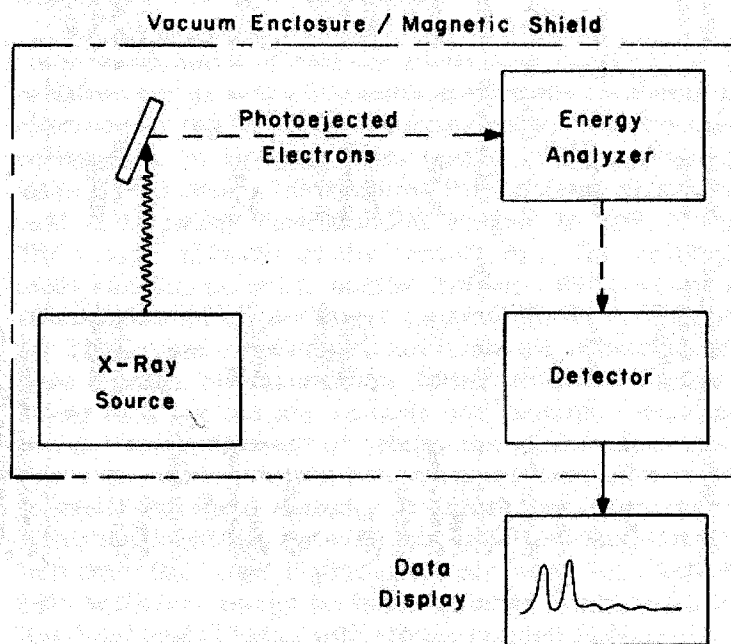 Vacuum Enclosure / Magnetic Shield
Photoejected
Electrons
Energy
Analyzer
X-Ray
Source
Detector
Data
Display